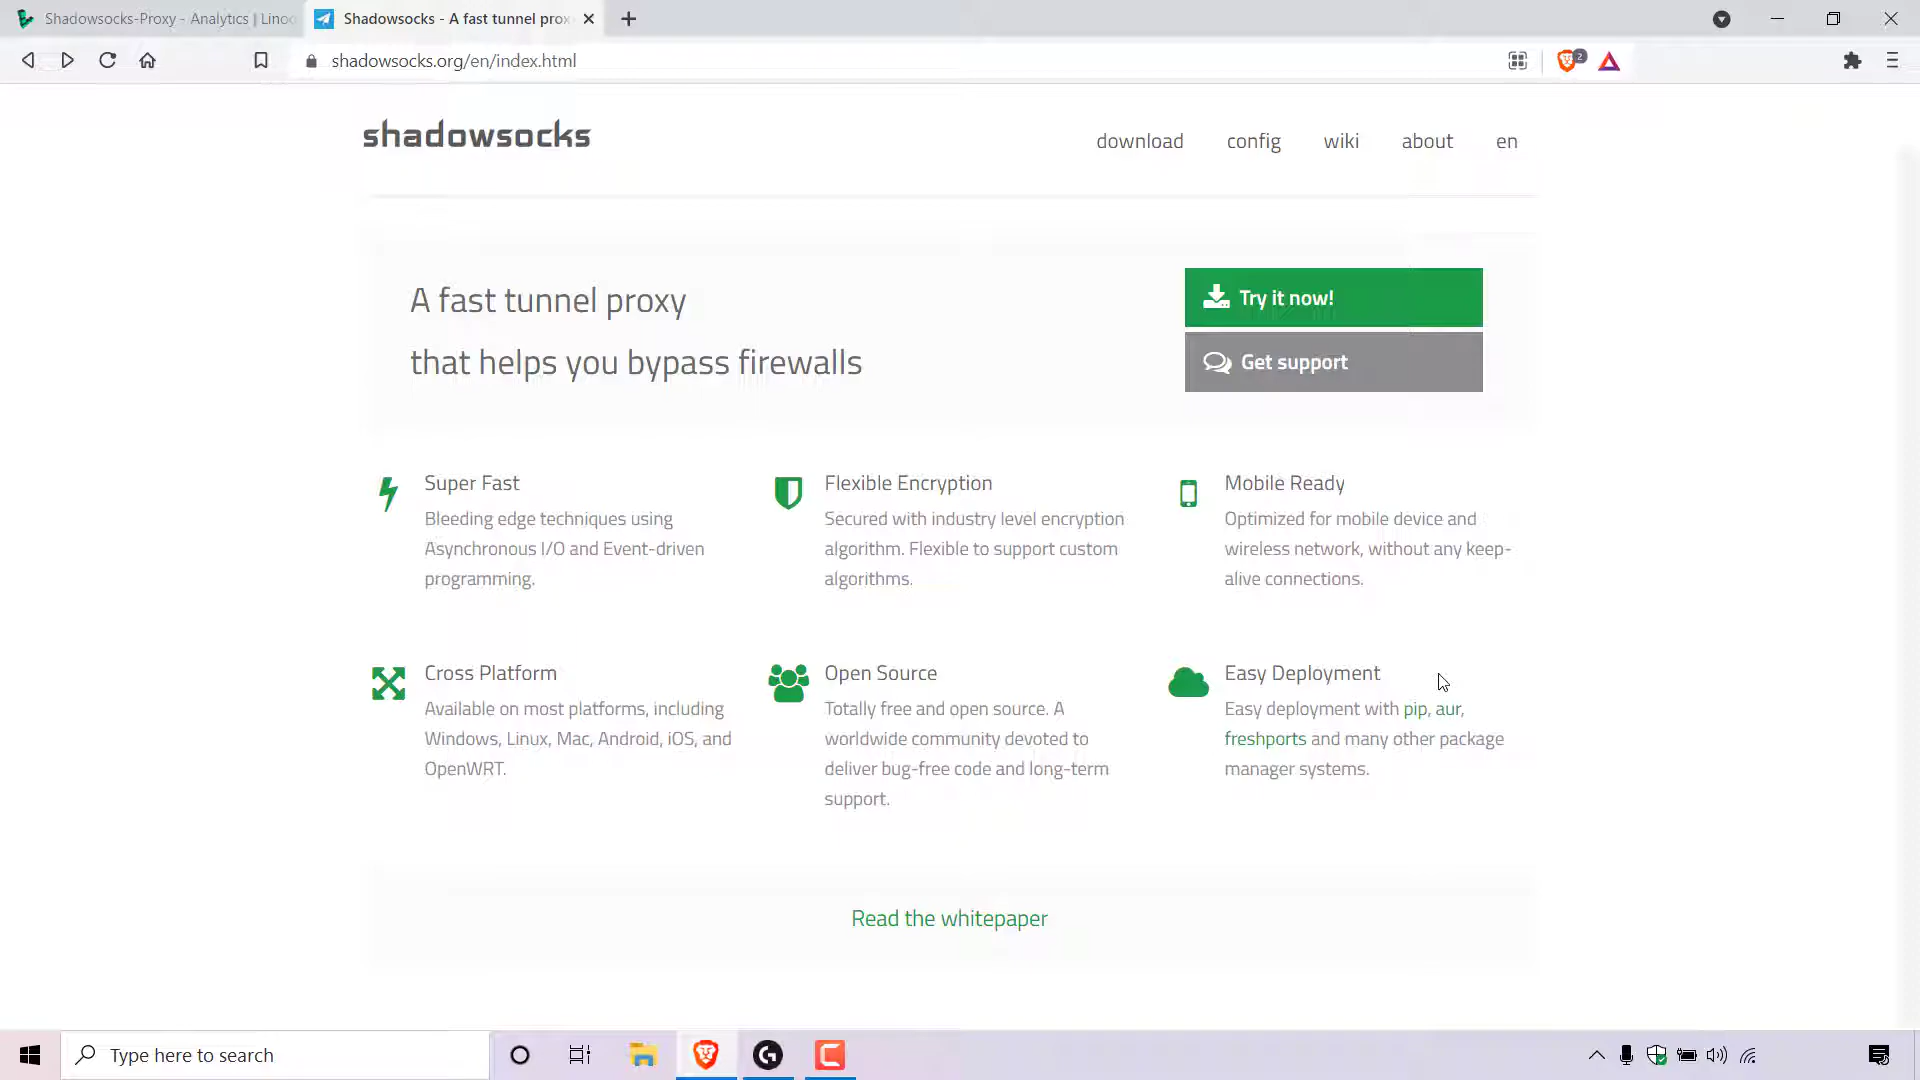 Shadowsocks-Proxy - Analytics | Lino
Shadowsocks - A fast tunnel prox
shadowsocks.org/en/index.html
2
shadowsocks
download
config
wiki
about
en
A fast tunnel proxy
that helps you bypass firewalls
Try it now!
Get support
Super Fast
Bleeding edge techniques using
Asynchronous I/O and Event-driven
programming.
Flexible Encryption
Secured with industry level encryption
algorithm. Flexible to support custom
algorithms.
Mobile Ready
Optimized for mobile device and
wireless network, without any keep-
alive connections.
Cross Platform
Available on most platforms, including
Windows, Linux, Mac, Android, iOS, and
OpenWRT.
Open Source
Totally free and open source. A
worldwide community devoted to
deliver bug-free code and long-term
support.
Easy Deployment
Easy deployment with pip, aur,
freshports and many other package
manager systems.
Read the whitepaper
Type here to search